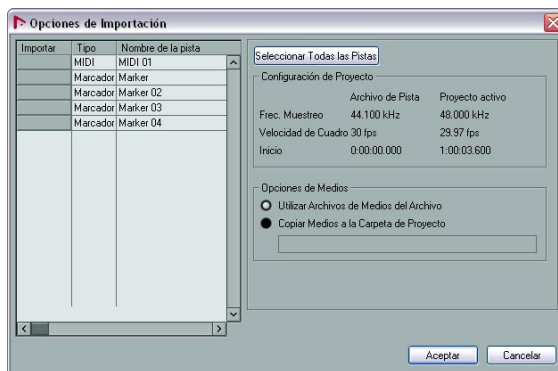 Opciones de Importación
Importar Tipo Nombre de la pista
MIDI MIDI 01
Marcador Marker
Marcador Marker 02
Marcador Marker 03
Marcador Marker 04
Seleccionar Todas las Pistas
Configuración de Proyecto
Archivo de Pista Proyecto activo
Frec. Muestreo 44.100 kHz 48.000 kHz
Velocidad de Cuadro 30 fps 29.97 fps
Inicio 0:00:00.000 1:00:03.600
Opciones de Medios
Utilizar Archivos de Medios del Archivo
Copiar Medios a la Carpeta de Proyecto
Aceptar Cancelar